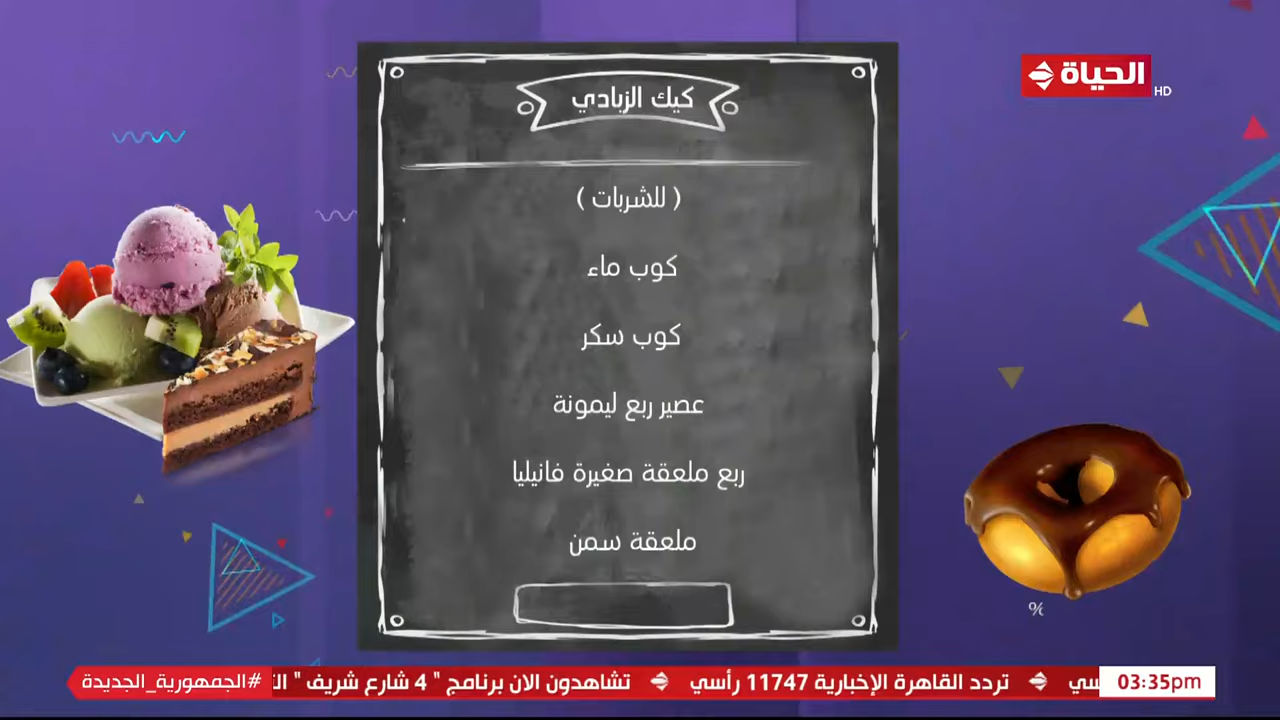 الحياة
HD
كيك الزبادي
( للشربات )
كوب ماء
كوب سكر
عصير ربع ليمونة
ربع ملعقة صغيرة فانيليا
ملعقة سمن
%
#الجمهورية_الجديدة
تردد القاهرة الإخبارية 11747 رأسي
تشاهدون الان برنامج " 4 شارع شريف "
03:35pm